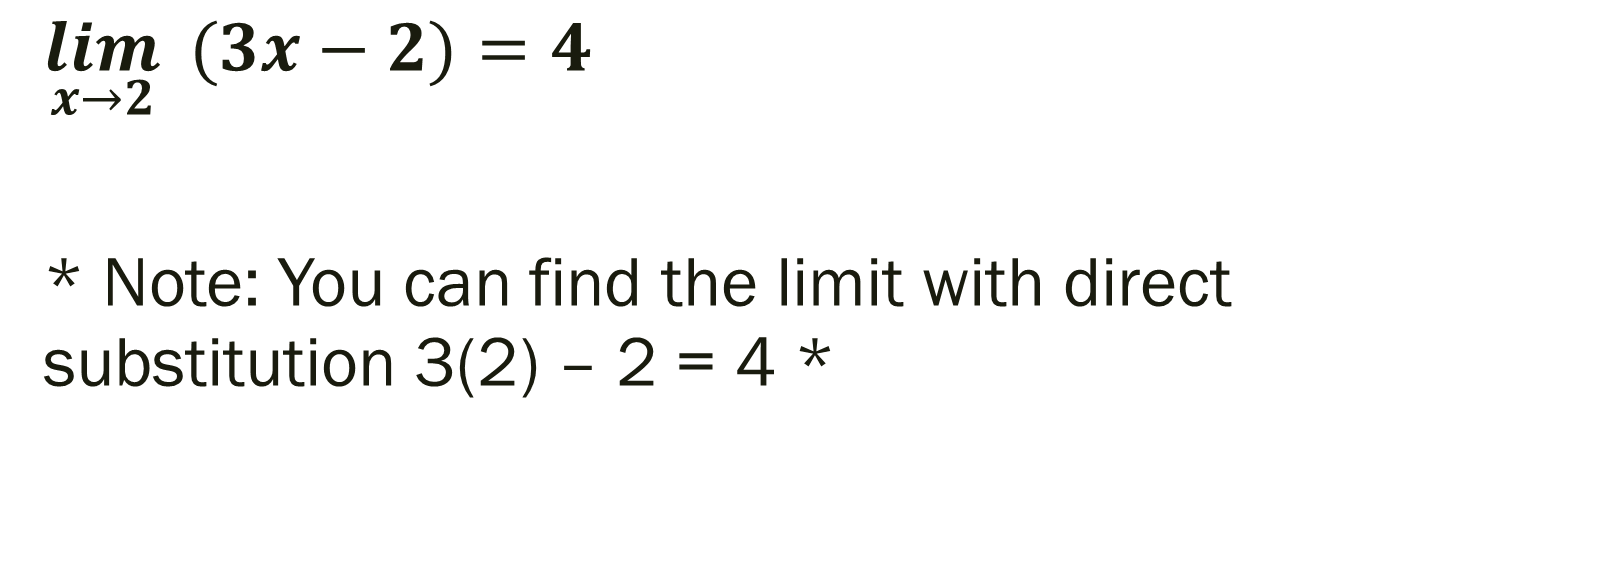 lim (3x − 2) = 4
x→2
* Note: You can find the limit with direct
substitution 3(2) – 2 = 4 *